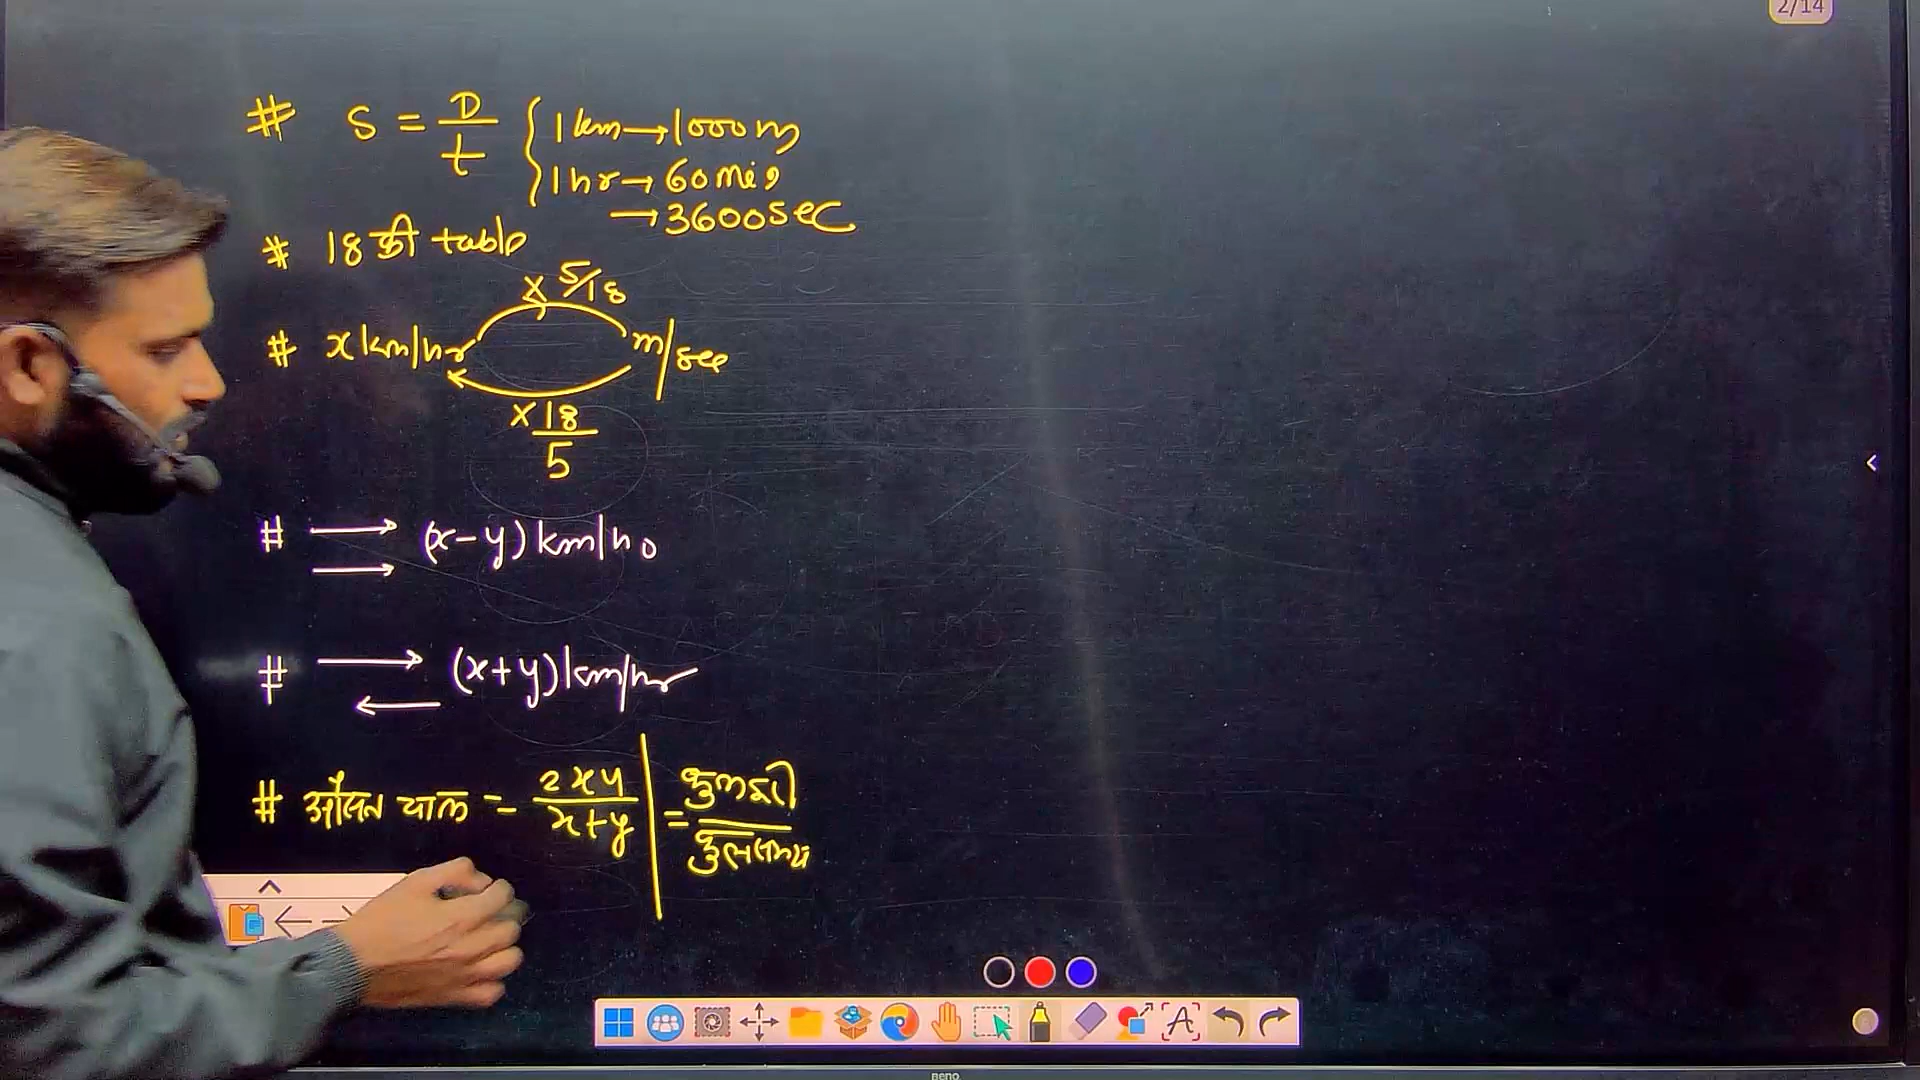 2/14
# S = D/t { 1 km → 1000 m
1 hr → 60 min
→ 3600 sec
# 18 की table
× 5/18
# x km/hr m/sec
× 18/5
# (x-y) km/hr
# (x+y) km/hr
# औसत चाल = 2xy/x+y | = कुल दूरी/कुल समय
A
BenQ